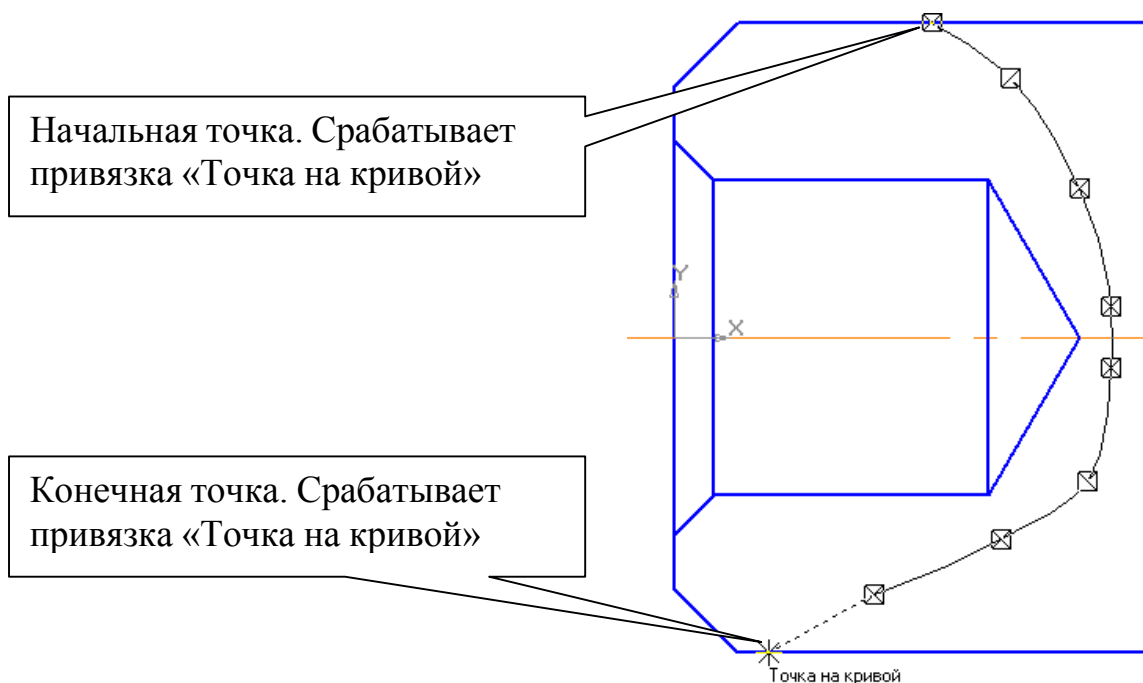 Начальная точка. Срабатывает
привязка «Точка на кривой»
Y
X
Конечная точка. Срабатывает
привязка «Точка на кривой»
Точка на кривой